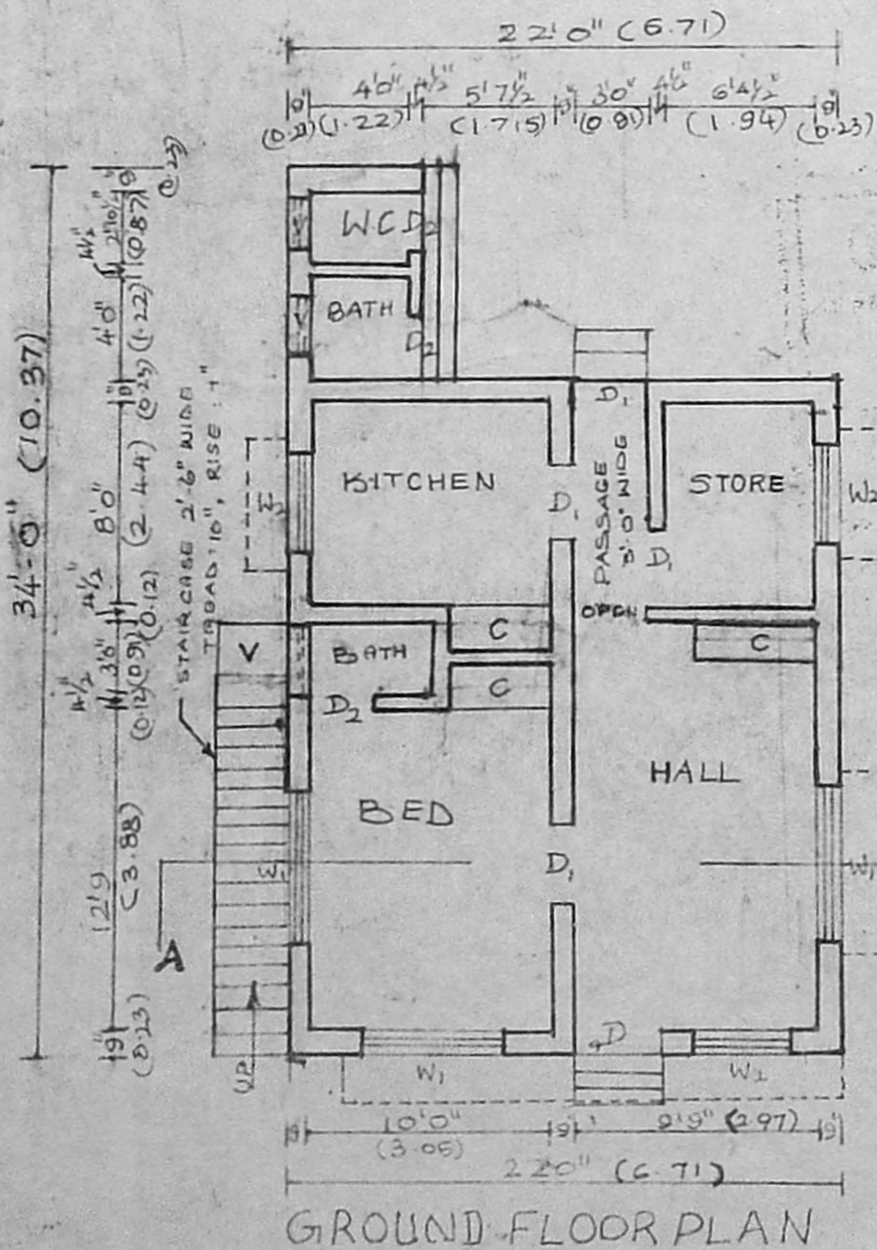 22'0" (6.71)
9" 4'0" 4½" 5'7½" 9" 3'0" 4½" 6'4½" 9"
(1.22) (1.715) (0.91) (1.94) (0.23)
9" (0.23)
2'10½" (0.87)
4½"
4'0" (1.22)
9" (0.23)
8'0" (2.44)
4½" (0.12)
3'0" (0.91)
4½" (0.12)
12'9 (3.88)
9" (0.23)
34'-0" (10.37)
STAIRCASE 2'-6" WIDE
TREAD: 10", RISE: 7"
V
WC D2
V
BATH
D2
D1
KITCHEN
D1
PASSAGE
3'-0" WIDE
STORE
W2
W2
D1
OPEN
C
C
C
V
BATH
D2
HALL
BED
W1
D1
W1
A
UP
W1
D
W2
9" 10'0" 9" 9'9" (2.97) 9"
(3.05)
22'0" (6.71)
GROUND FLOOR PLAN